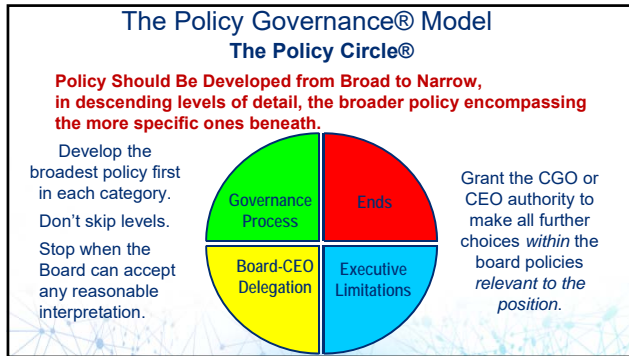 The Policy Governance® Model
The Policy Circle®
Policy Should Be Developed from Broad to Narrow,
in descending levels of detail, the broader policy encompassing
the more specific ones beneath.
Develop the
broadest policy first
in each category.
Don't skip levels.
Stop when the
Board can accept
any reasonable
interpretation.
Governance
Process
Ends
Board-CEO
Delegation
Executive
Limitations
Grant the CGO or
CEO authority to
make all further
choices within the
board policies
relevant to the
position.